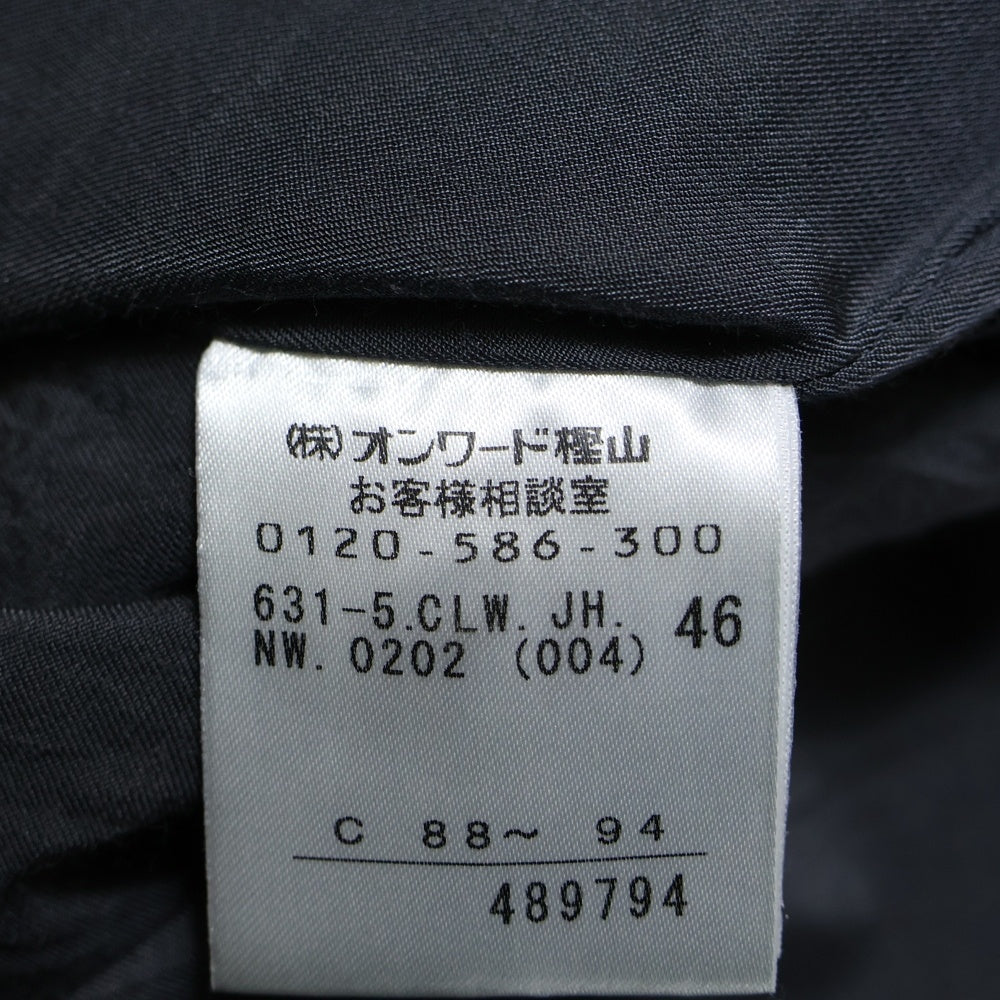 (株)オンワード樫山
お客様相談室
0120-586-300
631-5.CLW. JH. 46
NW. 0202 (004)
C 88~ 94
489794